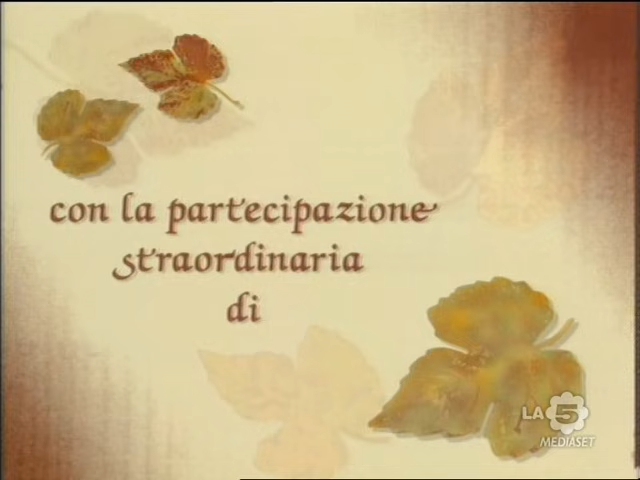 con la partecipazione
straordinaria
di
LA 5
MEDIASET